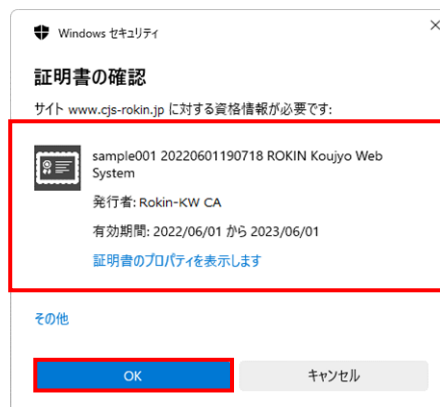 Windows セキュリティ
証明書の確認
サイト www.cjs-rokin.jp に対する資格情報が必要です:
sample001 20220601190718 ROKIN Koujyo Web
System
発行者: Rokin-KW CA
有効期間: 2022/06/01 から 2023/06/01
証明書のプロパティを表示します
その他
OK
キャンセル